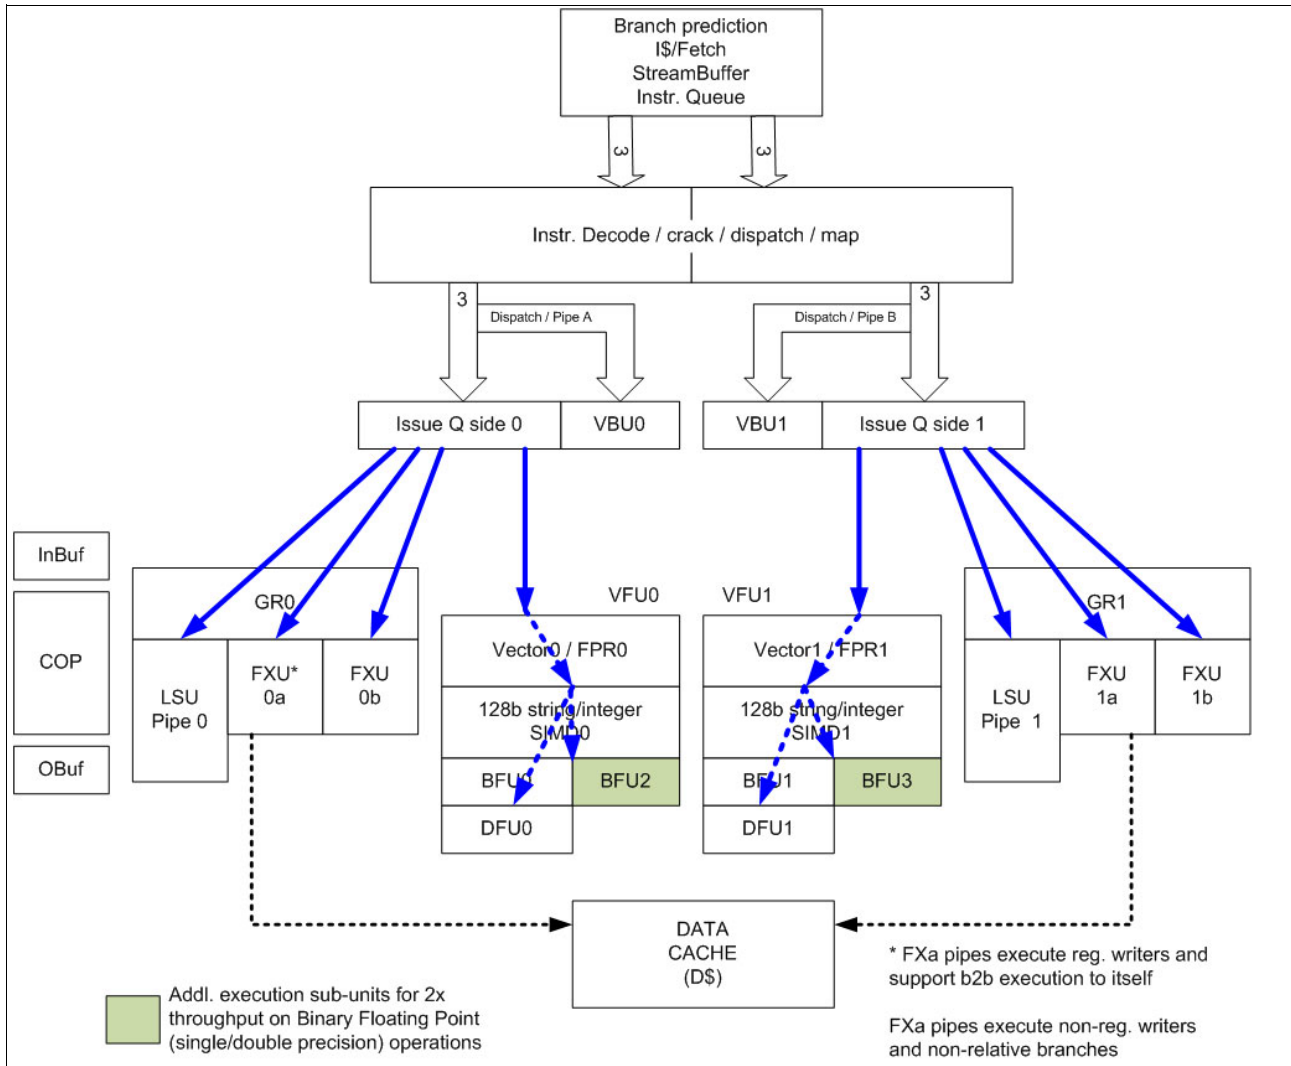 Branch prediction
I$/Fetch
StreamBuffer
Instr. Queue
3
3
Instr. Decode / crack / dispatch / map
3
3
Dispatch / Pipe A
Dispatch / Pipe B
Issue Q side 0
VBU0
VBU1
Issue Q side 1
InBuf
COP
OBuf
GR0
LSU
Pipe 0
FXU*
0a
FXU
0b
VFU0
Vector0 / FPR0
128b string/integer
SIMD0
BFU0
BFU2
DFU0
VFU1
Vector1 / FPR1
128b string/integer
SIMD1
BFU1
BFU3
DFU1
GR1
LSU
Pipe 1
FXU
1a
FXU
1b
DATA
CACHE
(D$)
Addl. execution sub-units for 2x
throughput on Binary Floating Point
(single/double precision) operations
* FXa pipes execute reg. writers and
support b2b execution to itself
FXa pipes execute non-reg. writers
and non-relative branches